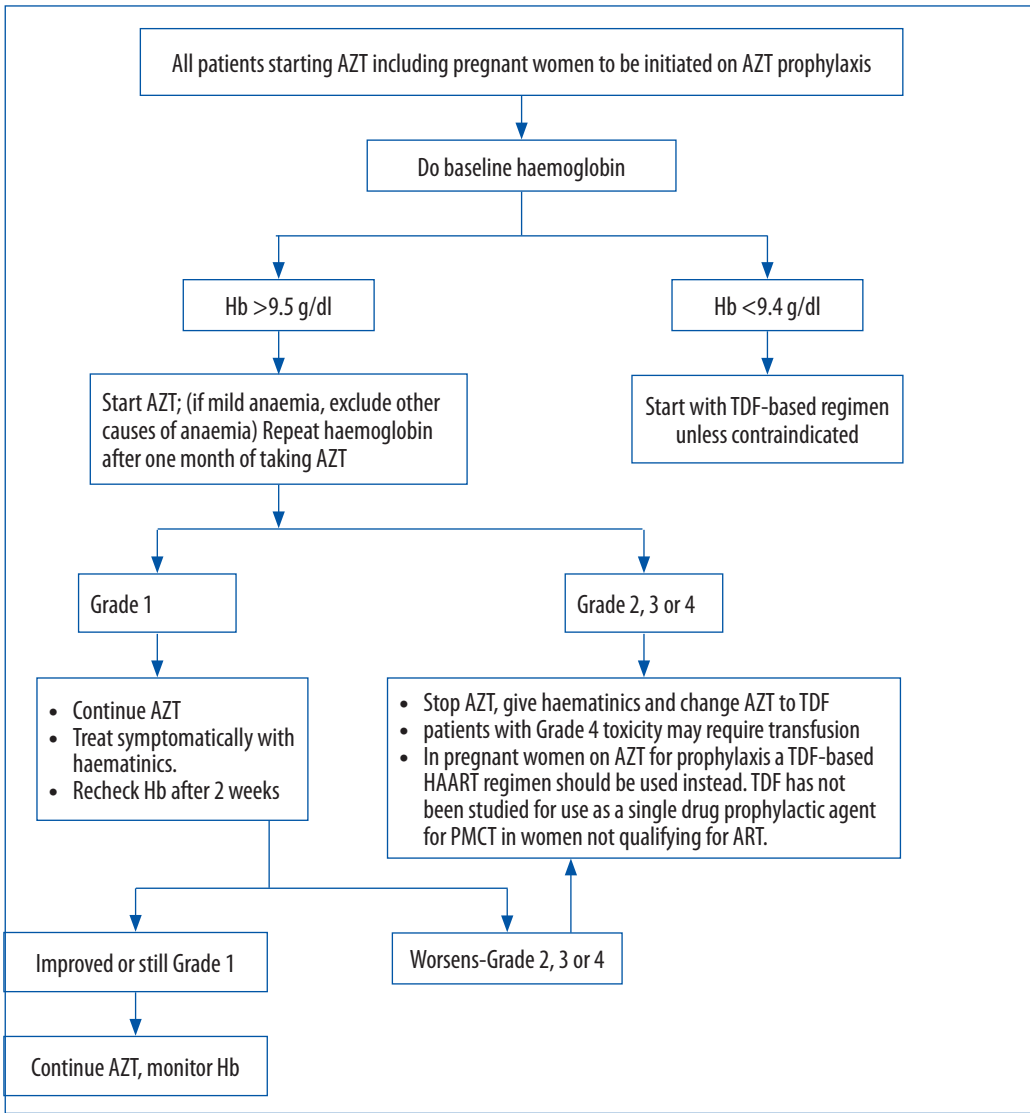 All patients starting AZT including pregnant women to be initiated on AZT prophylaxis
Do baseline haemoglobin
Hb >9.5 g/dl
Hb <9.4 g/dl
Start AZT; (if mild anaemia, exclude other
causes of anaemia) Repeat haemoglobin
after one month of taking AZT
Start with TDF-based regimen
unless contraindicated
Grade 1
Grade 2, 3 or 4
• Continue AZT
• Treat symptomatically with
haematinics.
• Recheck Hb after 2 weeks
• Stop AZT, give haematinics and change AZT to TDF
• patients with Grade 4 toxicity may require transfusion
• In pregnant women on AZT for prophylaxis a TDF-based
HAART regimen should be used instead. TDF has not
been studied for use as a single drug prophylactic agent
for PMCT in women not qualifying for ART.
Improved or still Grade 1
Worsens-Grade 2, 3 or 4
Continue AZT, monitor Hb